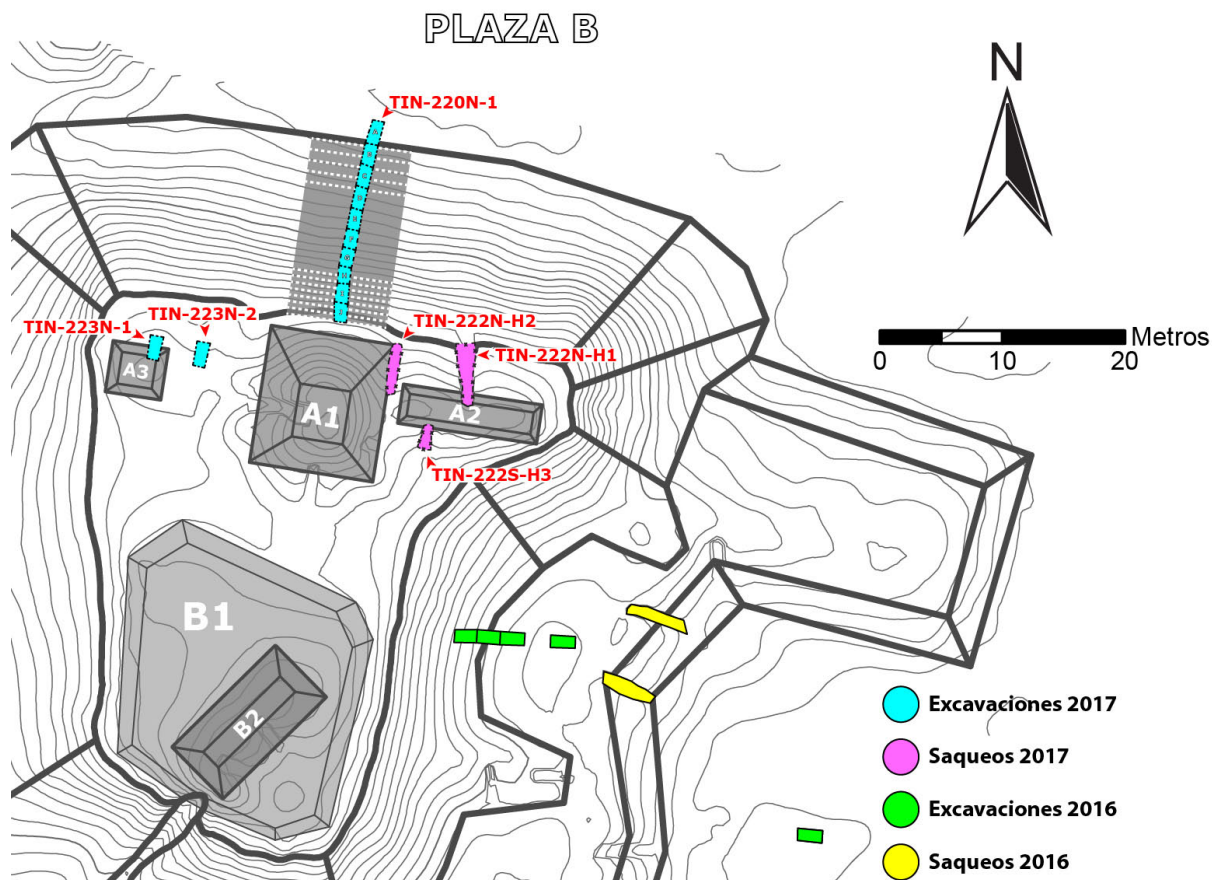 PLAZA B
N
TIN-220N-1
TIN-223N-2
TIN-223N-1
TIN-222N-H2
TIN-222N-H1
Metros
0 10 20
A3
A1
A2
TIN-222S-H3
B1
B2
Excavaciones 2017
Saqueos 2017
Excavaciones 2016
Saqueos 2016